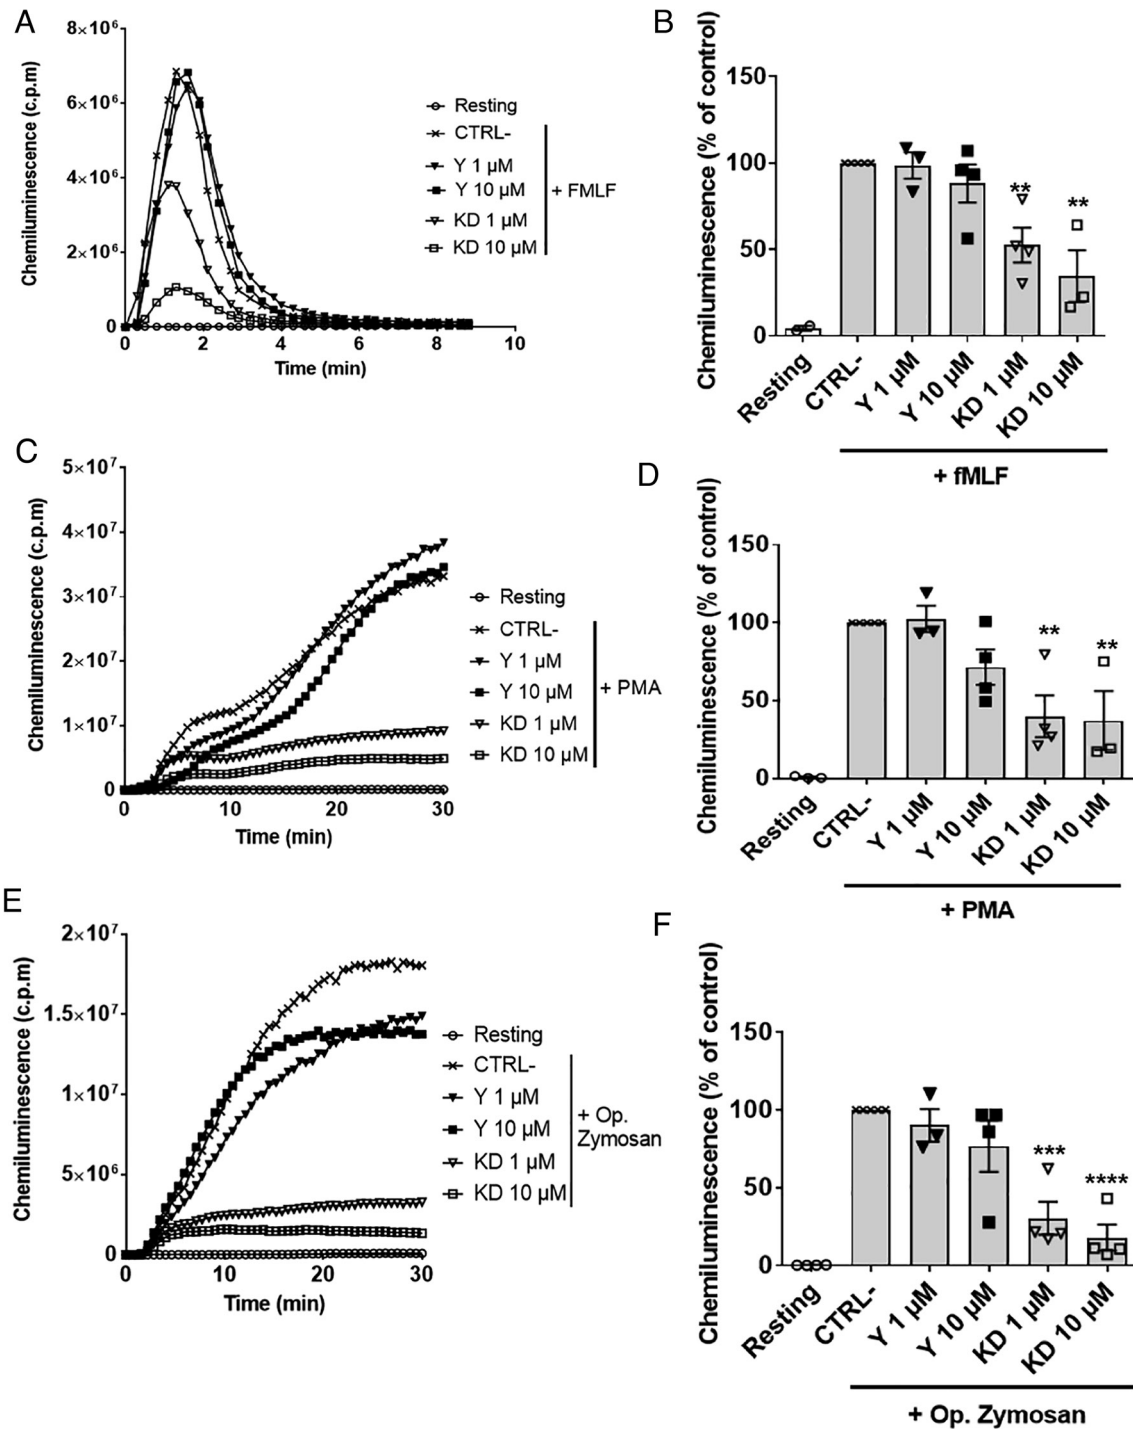 A
Chemiluminescence (c.p.m)
8×10⁶
6×10⁶
4×10⁶
2×10⁶
0
0 2 4 6 8 10
Time (min)
Resting
CTRL-
Y 1 µM
Y 10 µM
KD 1 µM
KD 10 µM
+ FMLF
B
Chemiluminescence (% of control)
150
100
50
0
**
**
Resting
CTRL-
Y 1 µM
Y 10 µM
KD 1 µM
KD 10 µM
+ fMLF
C
Chemiluminescence (c.p.m)
5×10⁷
4×10⁷
3×10⁷
2×10⁷
1×10⁷
0
0 10 20 30
Time (min)
Resting
CTRL-
Y 1 µM
Y 10 µM
KD 1 µM
KD 10 µM
+ PMA
D
Chemiluminescence (% of control)
150
100
50
0
**
**
Resting
CTRL-
Y 1 µM
Y 10 µM
KD 1 µM
KD 10 µM
+ PMA
E
Chemiluminescence (c.p.m)
2×10⁷
1.5×10⁷
1×10⁷
5×10⁶
0
0 10 20 30
Time (min)
Resting
CTRL-
Y 1 µM
Y 10 µM
KD 1 µM
KD 10 µM
+ Op.
Zymosan
F
Chemiluminescence (% of control)
150
100
50
0
***
****
Resting
CTRL-
Y 1 µM
Y 10 µM
KD 1 µM
KD 10 µM
+ Op. Zymosan